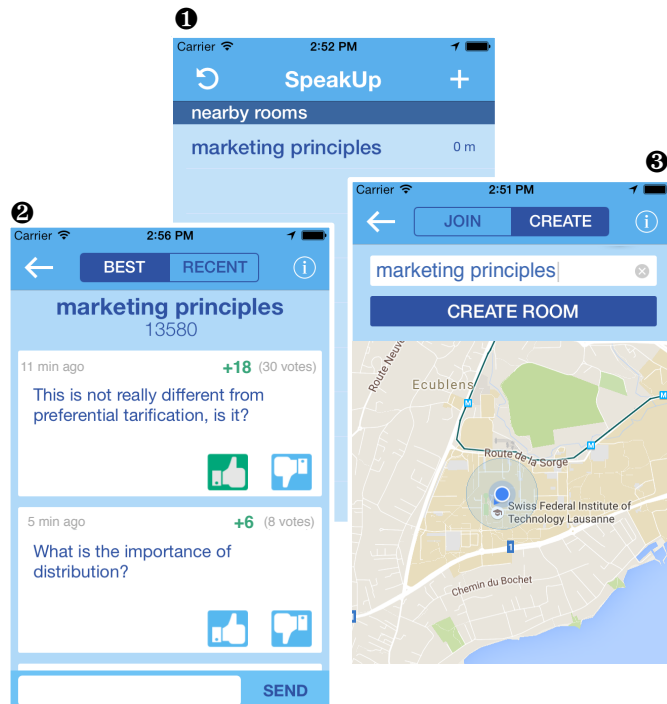 ❶
Carrier 2:52 PM
SpeakUp +
nearby rooms
marketing principles 0 m
❷
Carrier 2:56 PM
BEST RECENT i
marketing principles
13580
11 min ago +18 (30 votes)
This is not really different from
preferential tarification, is it?
5 min ago +6 (8 votes)
What is the importance of
distribution?
SEND
❸
Carrier 2:51 PM
JOIN CREATE i
marketing principles
CREATE ROOM
Route Neuv
Ecublens
M
M
M
Route de la Sorge
Swiss Federal Institute of
Technology Lausanne
1
Chemin du Bochet